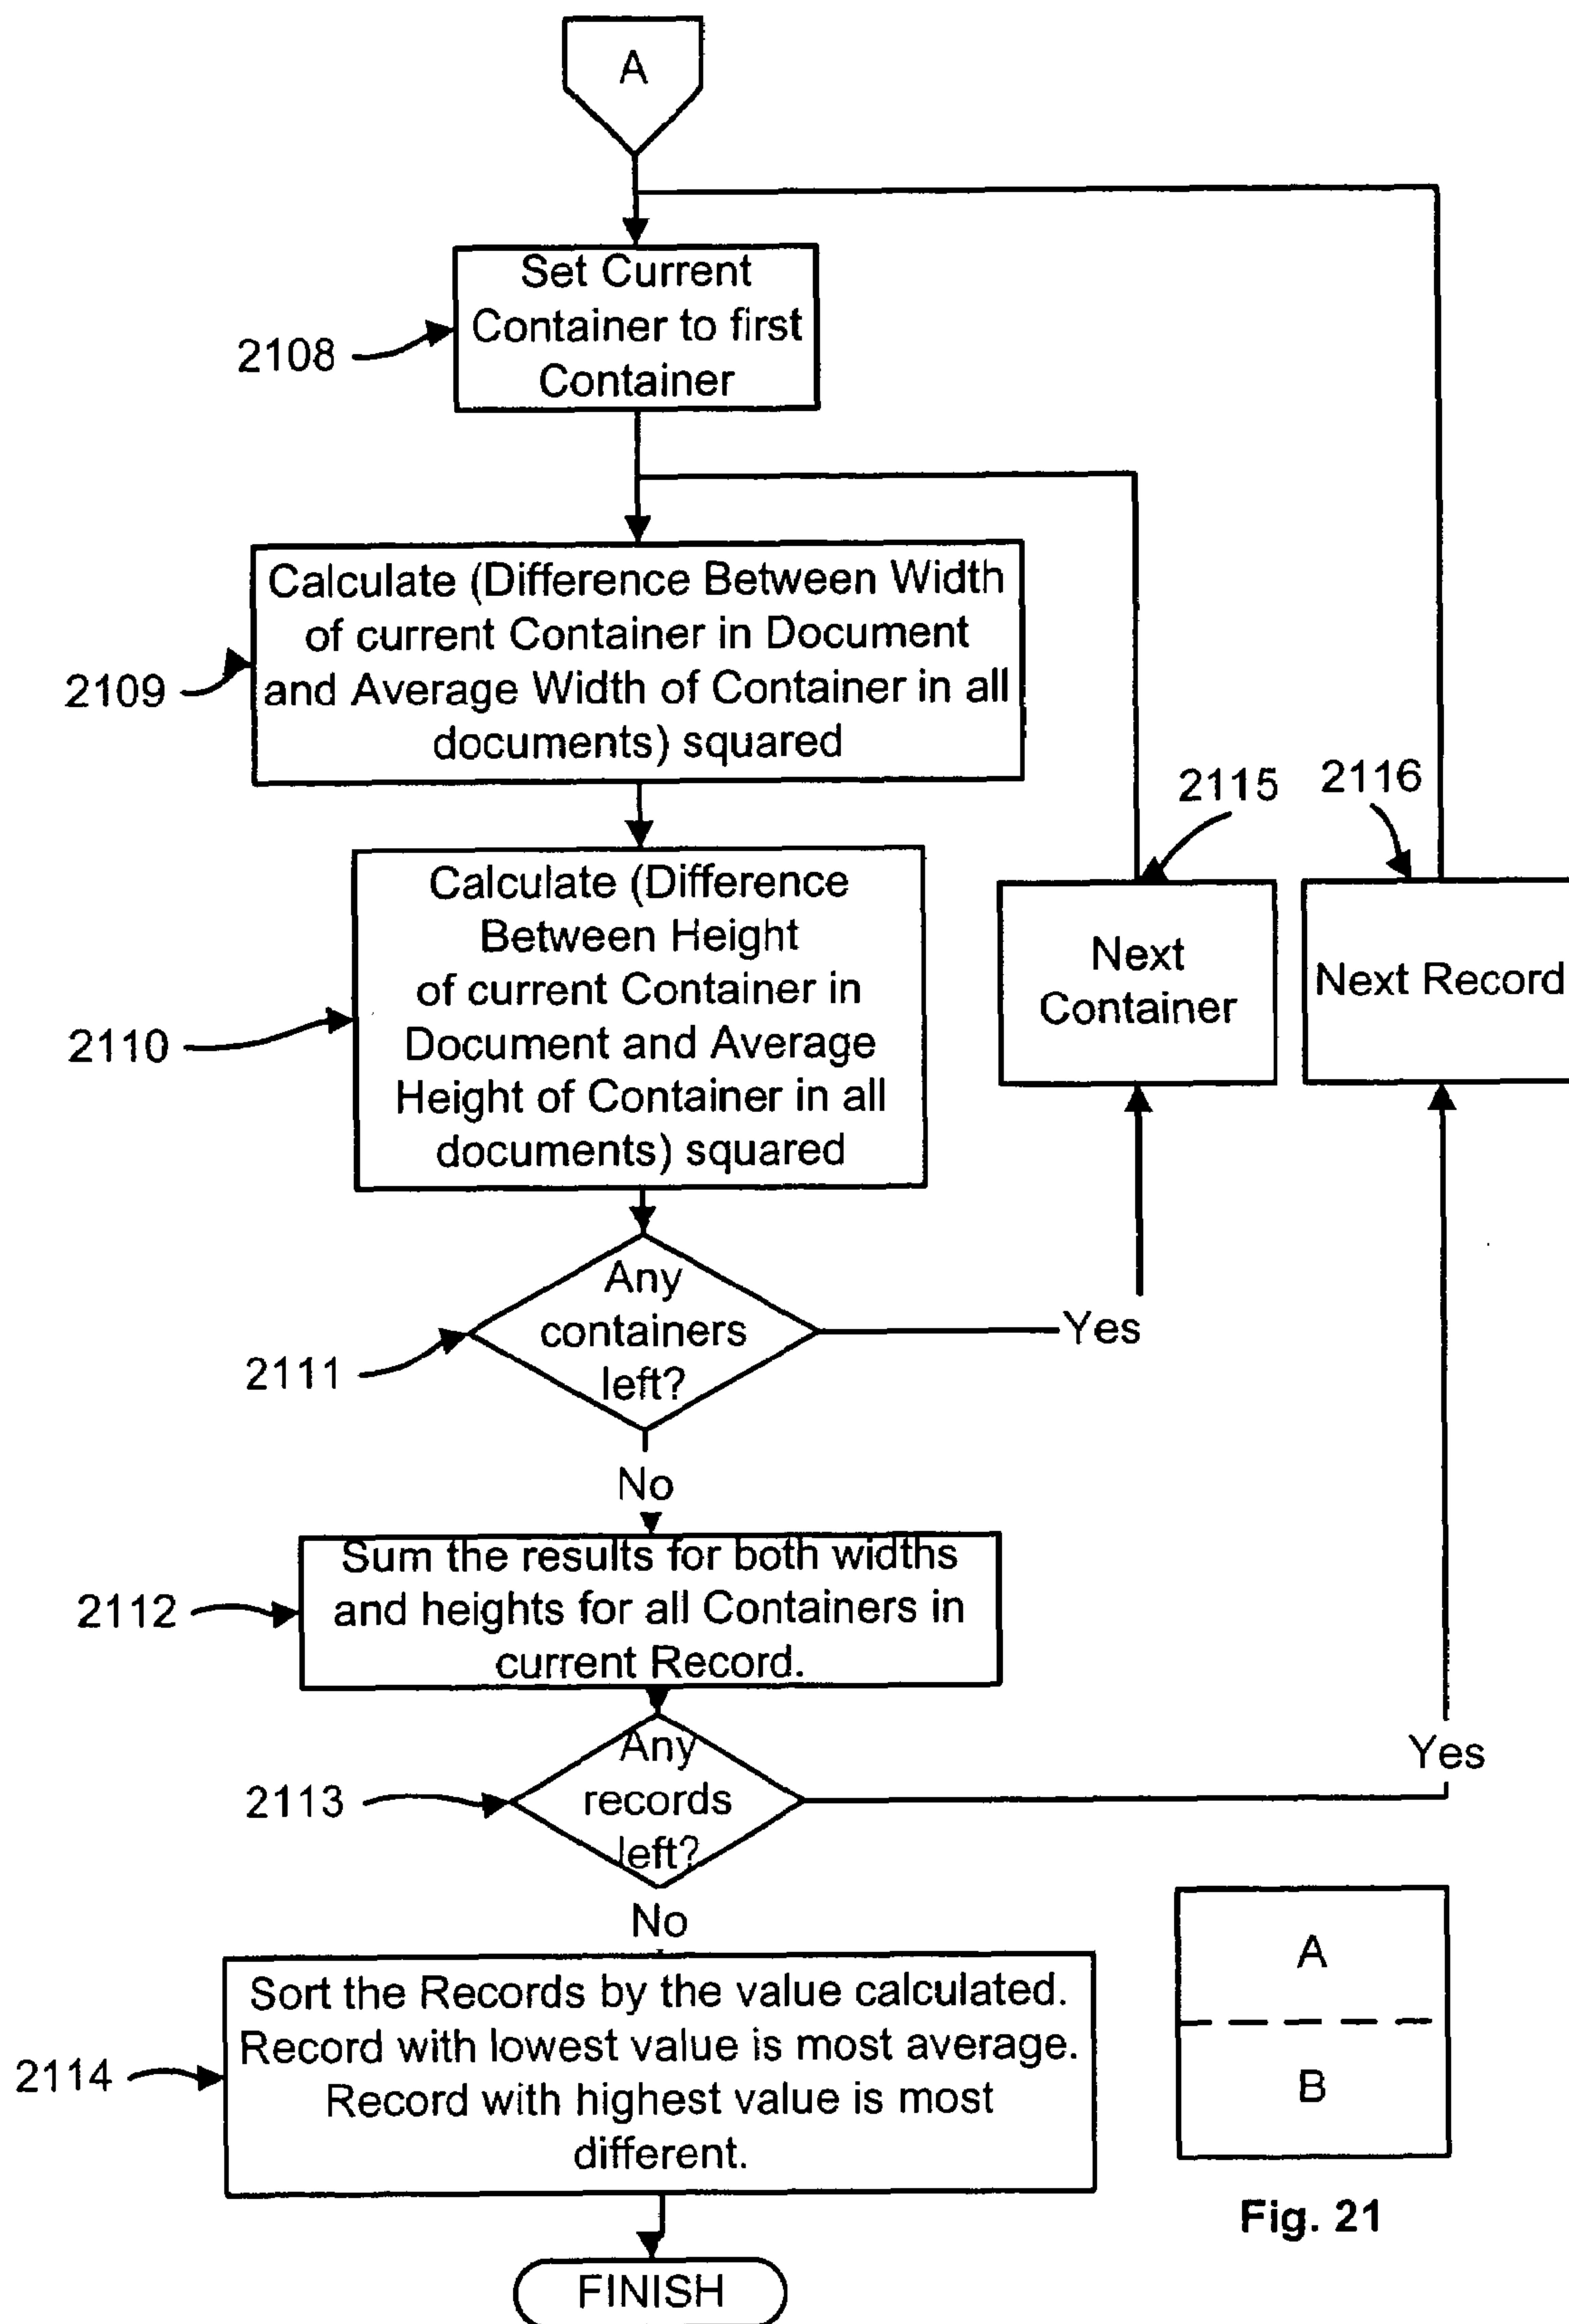 A
Set Current
Container to first
Container
2108
Calculate (Difference Between Width
of current Container in Document
and Average Width of Container in all
documents) squared
2109
2115
2116
Calculate (Difference
Between Height
of current Container in
Document and Average
Height of Container in all
documents) squared
2110
Next
Container
Next Record
Any
containers
left?
2111
Yes
No
Sum the results for both widths
and heights for all Containers in
current Record.
2112
Any
records
left?
2113
Yes
No
Sort the Records by the value calculated.
Record with lowest value is most average.
Record with highest value is most
different.
2114
A
B
Fig. 21
FINISH